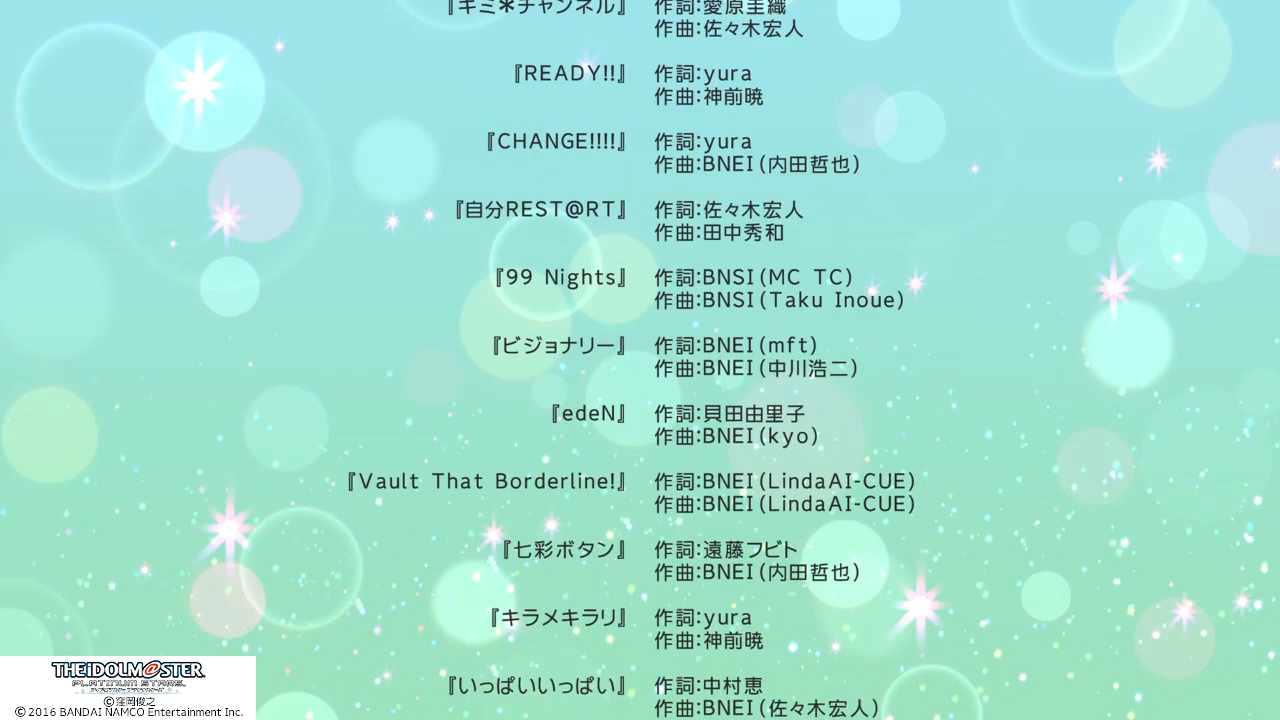 『キミ＊チャンネル』 作詞：愛原圭織
作曲：佐々木宏人
『READY!!』 作詞：yura
作曲：神前暁
『CHANGE!!!!』 作詞：yura
作曲：BNEI(内田哲也)
『自分REST@RT』 作詞：佐々木宏人
作曲：田中秀和
『99 Nights』 作詞：BNSI(MC TC)
作曲：BNSI(Taku Inoue)
『ビジョナリー』 作詞：BNEI(mft)
作曲：BNEI(中川浩二)
『edeN』 作詞：貝田由里子
作曲：BNEI(kyo)
『Vault That Borderline!』 作詞：BNEI(LindaAI-CUE)
作曲：BNEI(LindaAI-CUE)
『七彩ボタン』 作詞：遠藤フビト
作曲：BNEI(内田哲也)
『キラメキラリ』 作詞：yura
作曲：神前暁
『いっぱいいっぱい』 作詞：中村恵
作曲：BNEI(佐々木宏人)
THE iDOLM@STER
PLATINUM STARS
©窪岡俊之
©2016 BANDAI NAMCO Entertainment Inc.